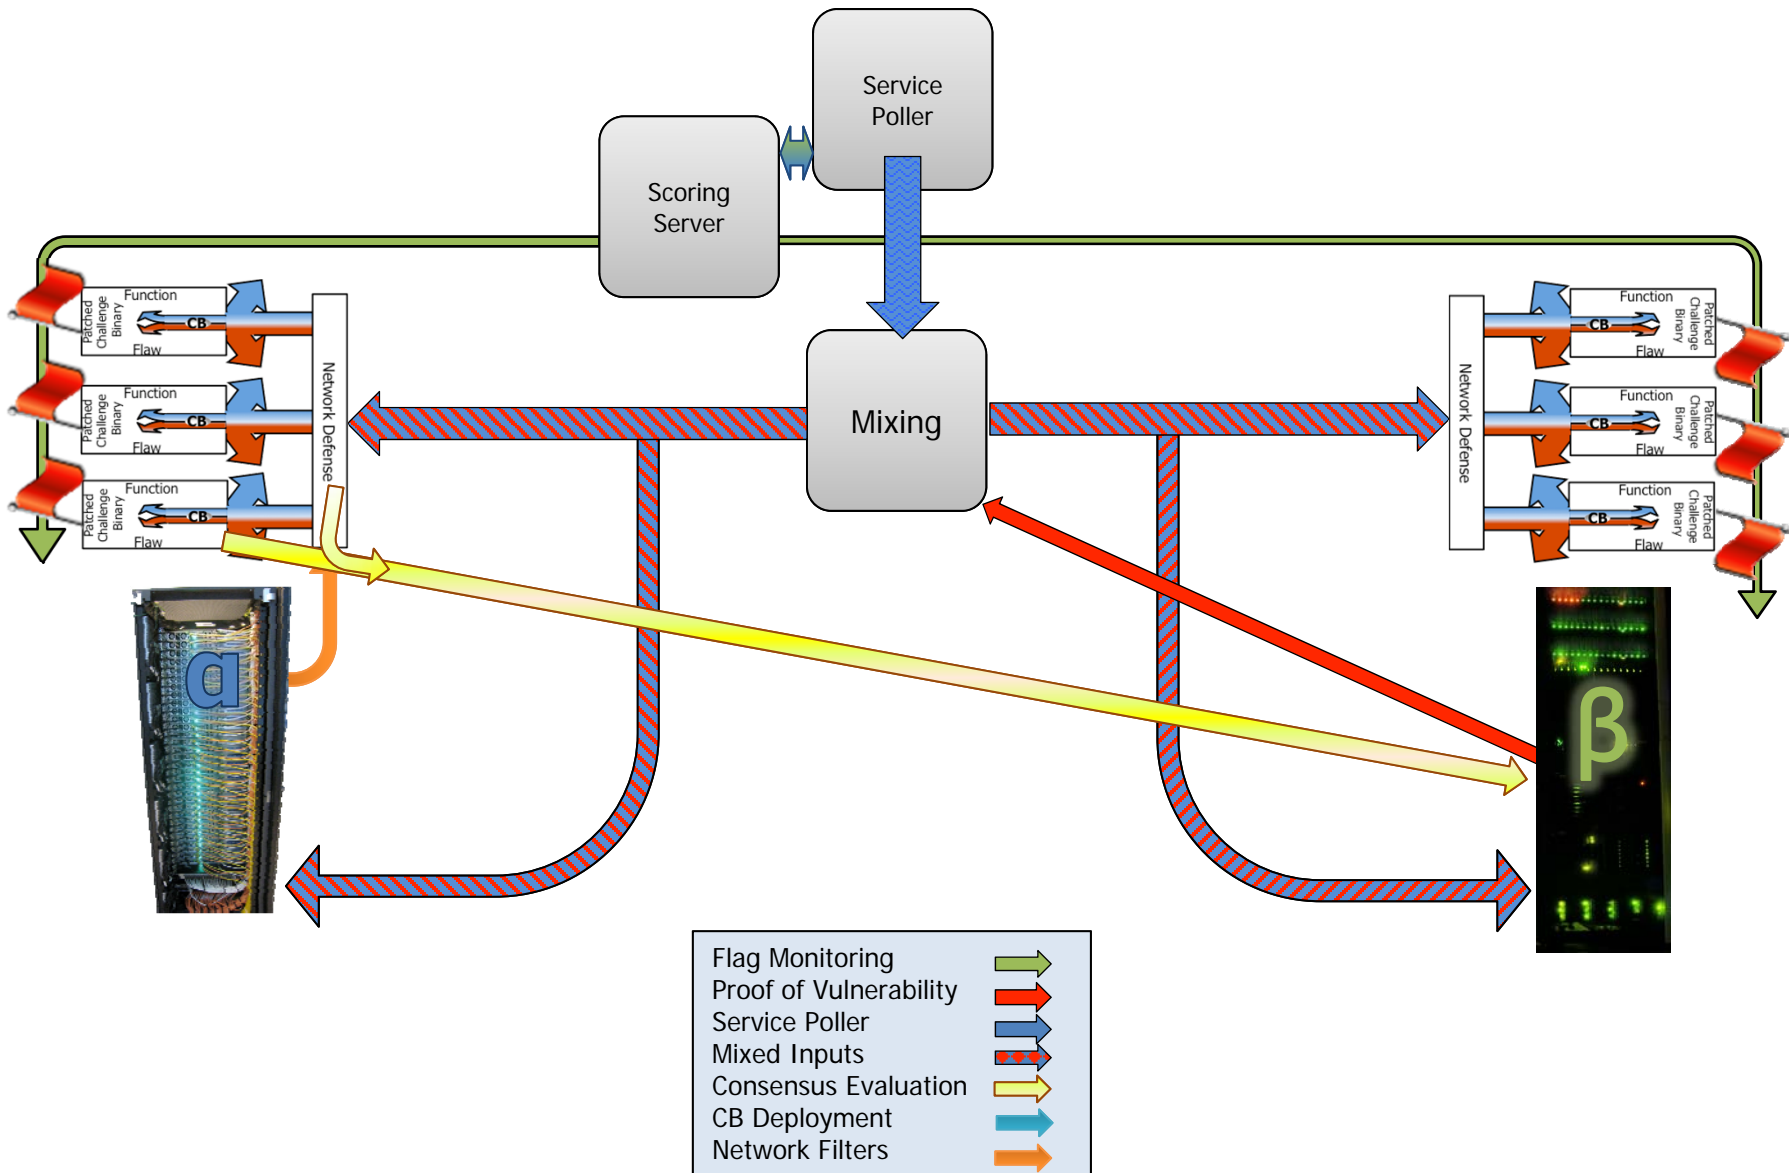 Service
Poller
Scoring
Server
Mixing
Function
CB
Flaw
Patched
Challenge
Binary
Function
CB
Flaw
Patched
Challenge
Binary
Function
CB
Flaw
Patched
Challenge
Binary
Network Defense
Function
CB
Flaw
Patched
Challenge
Binary
Function
CB
Flaw
Patched
Challenge
Binary
Function
CB
Flaw
Patched
Challenge
Binary
Network Defense
α
β
Flag Monitoring
Proof of Vulnerability
Service Poller
Mixed Inputs
Consensus Evaluation
CB Deployment
Network Filters